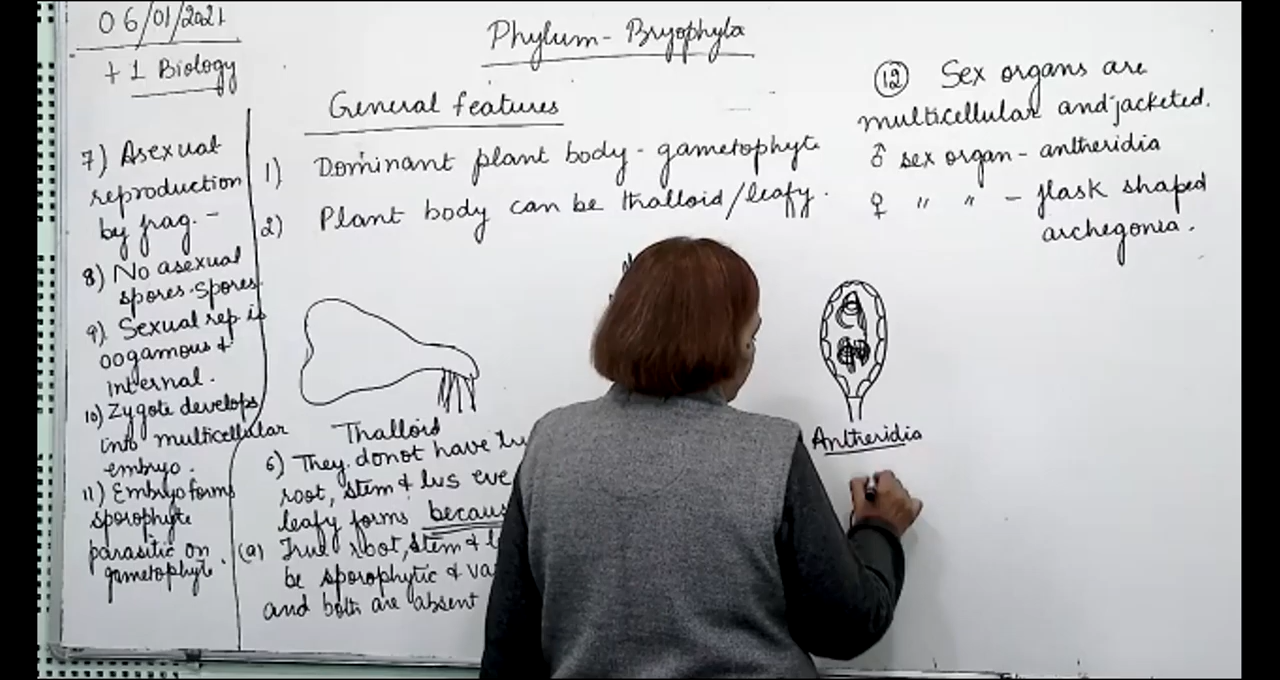 06/01/2021
+1 Biology
Phylum - Bryophyta
General features
1) Dominant plant body - gametophyte
2) Plant body can be thalloid/leafy.
Thalloid
6) They donot have
root, stem & lvs eve
leafy forms becaus
(a) True root, stem & l
be sporophytic & va
and both are absent
7) Asexual
reproduction
by frag. -
8) No asexual
spores. Spores
9) Sexual rep is
oogamous &
internal.
10) Zygote develops
into multicellular
embryo.
11) Embryo forms
sporophyte
parasitic on
gametophyte.
12 Sex organs are
multicellular and jacketed.
♂ sex organ - antheridia
♀ " " - flask shaped
archegonia.
Antheridia